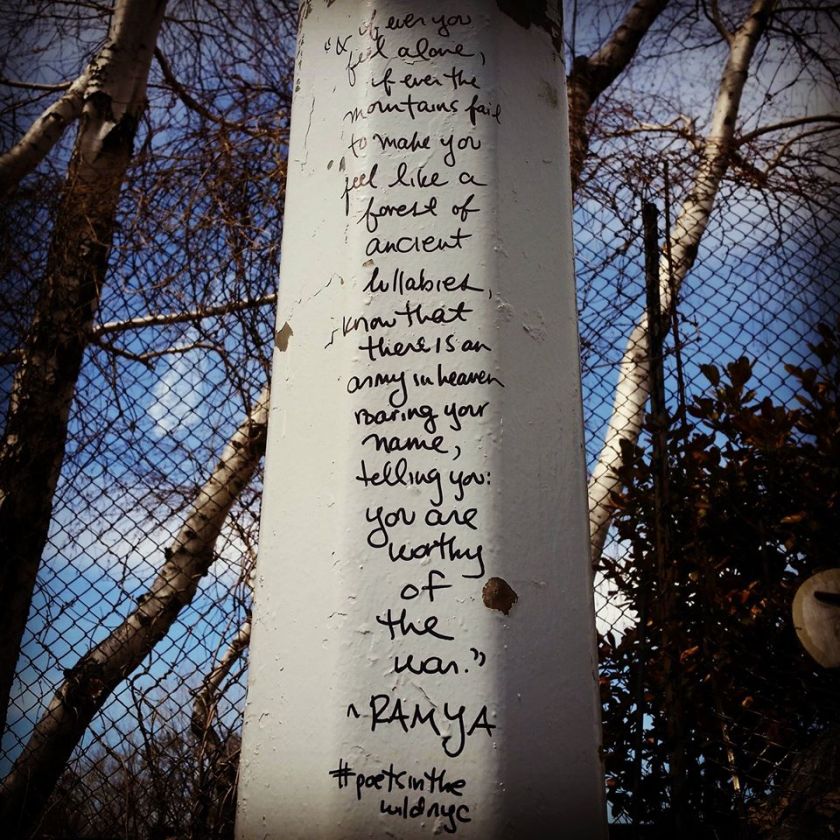 "& if ever you
feel alone,
if ever the
mountains fail
to make you
feel like a
forest of
ancient
lullabies,
know that
there is an
army in heaven
roaring your
name,
telling you:
you are
worthy
of
the
war."
~RAMYA
#poetsinthe
wildnyc